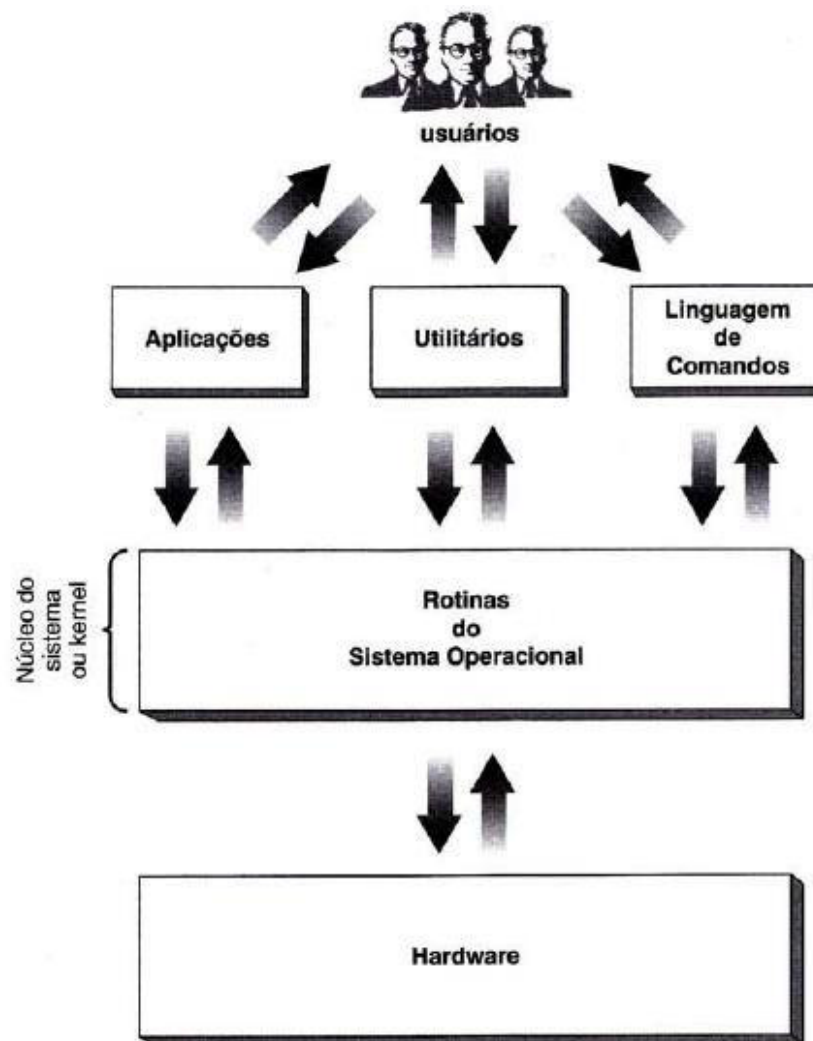 usuários
Aplicações
Utilitários
Linguagem
de
Comandos
Núcleo do
sistema
ou kernel
Rotinas
do
Sistema Operacional
Hardware